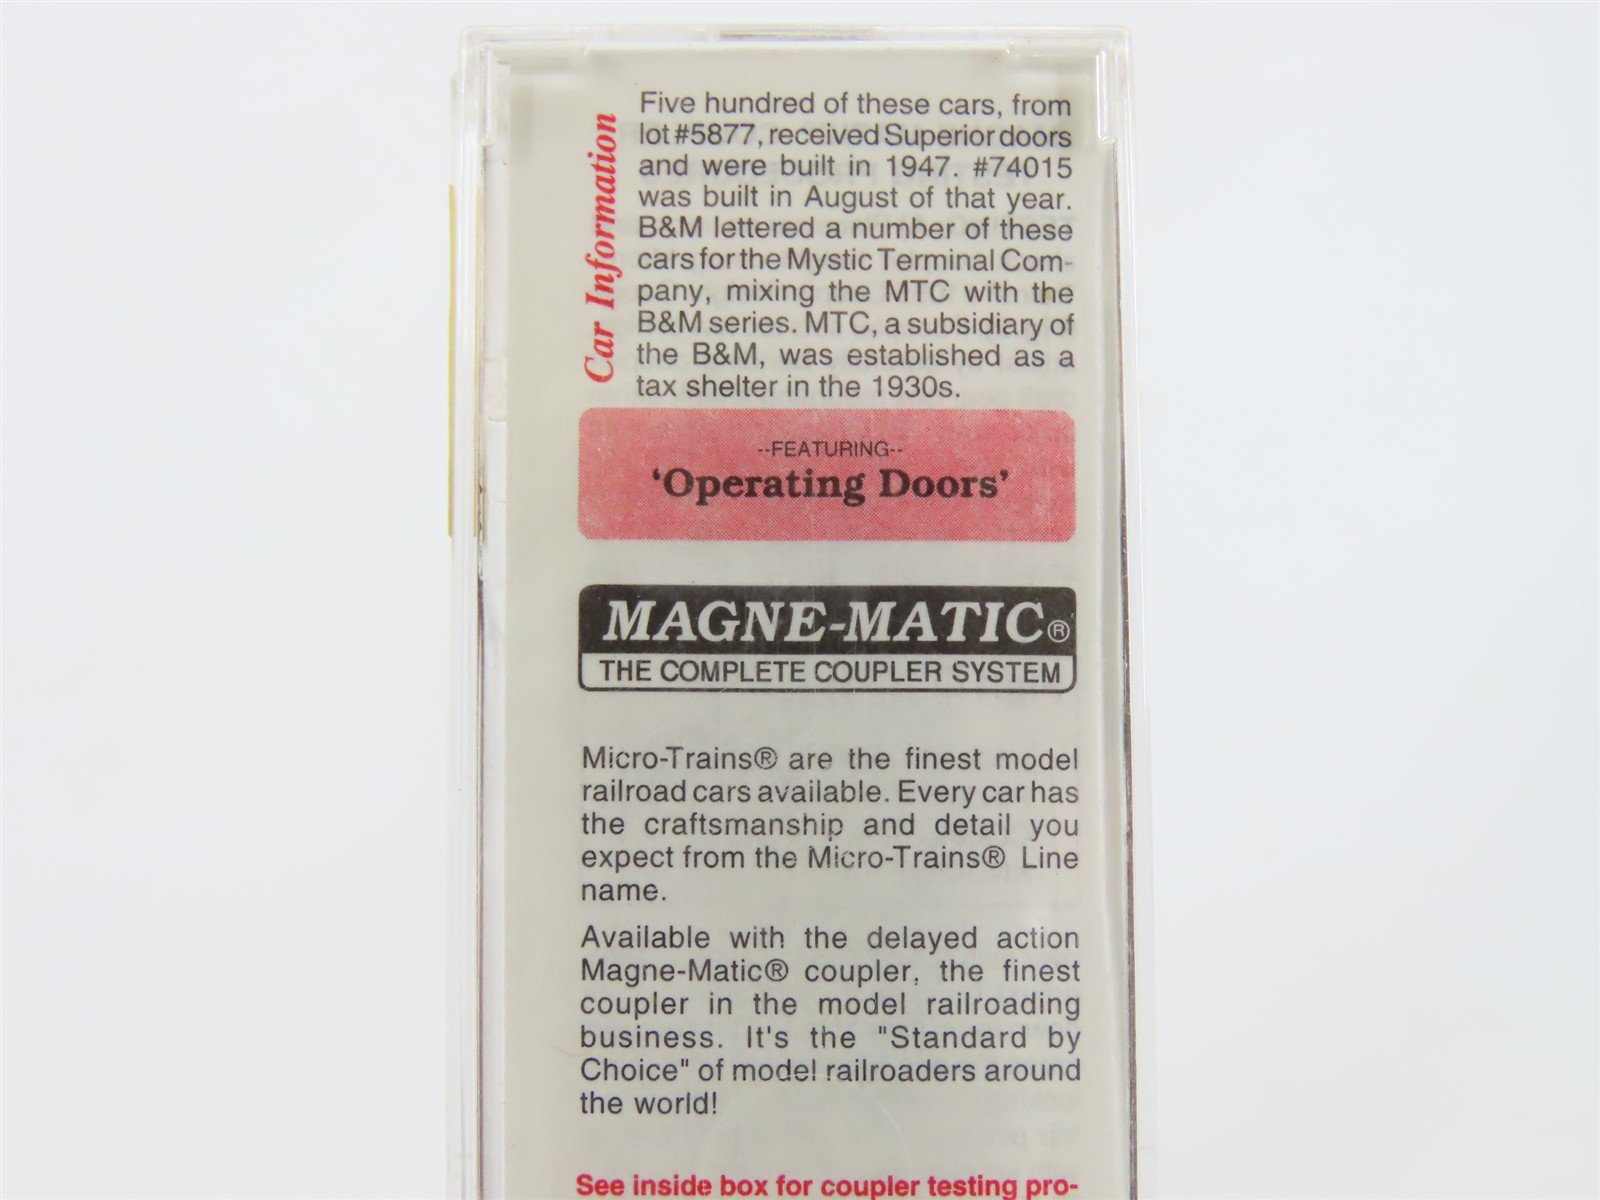 Car Information
Five hundred of these cars, from
lot #5877, received Superior doors
and were built in 1947. #74015
was built in August of that year.
B&M lettered a number of these
cars for the Mystic Terminal Com-
pany, mixing the MTC with the
B&M series. MTC, a subsidiary of
the B&M, was established as a
tax shelter in the 1930s.
--FEATURING--
'Operating Doors'
MAGNE-MATIC®
THE COMPLETE COUPLER SYSTEM
Micro-Trains® are the finest model
railroad cars available. Every car has
the craftsmanship and detail you
expect from the Micro-Trains® Line
name.
Available with the delayed action
Magne-Matic® coupler, the finest
coupler in the model railroading
business. It's the "Standard by
Choice" of model railroaders around
the world!
See inside box for coupler testing pro-